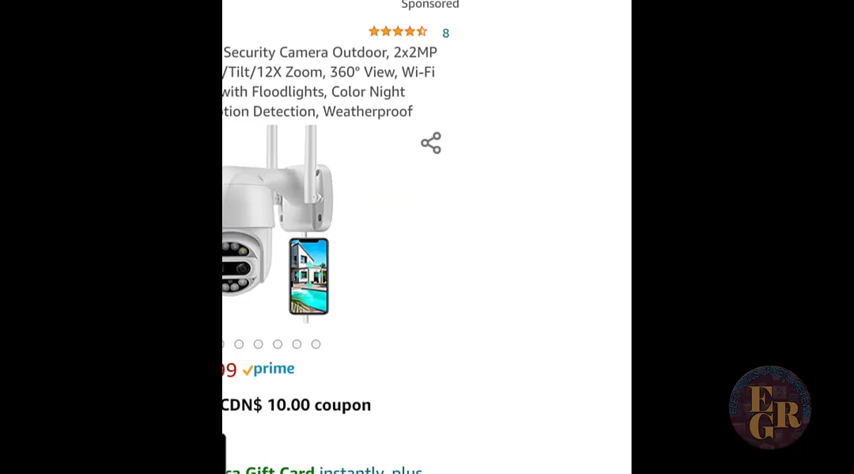 Sponsored
8
Security Camera Outdoor, 2x2MP
/Tilt/12X Zoom, 360° View, Wi-Fi
with Floodlights, Color Night
tion Detection, Weatherproof
99 prime
CDN$ 10.00 coupon
Gift Card instantly, plus
E
G R